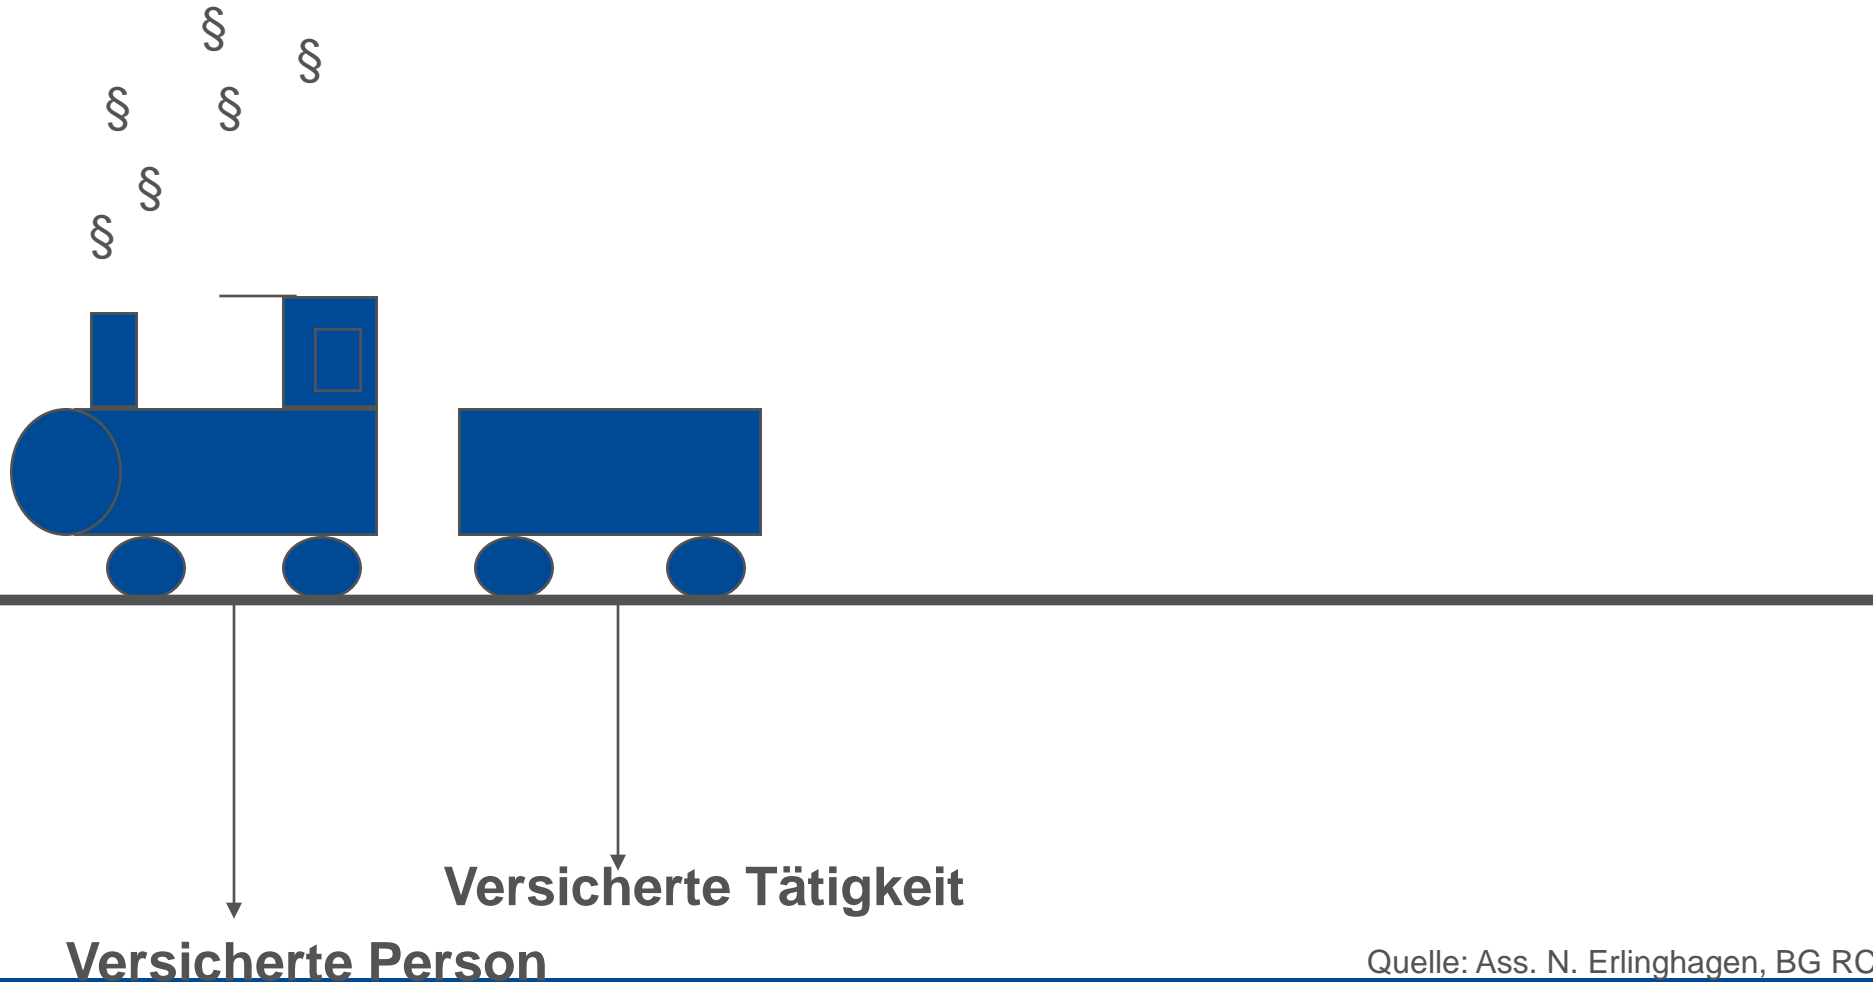 §
§
§
§
§
§
Versicherte Tätigkeit
Versicherte Person
Quelle: Ass. N. Erlinghagen, BG RC